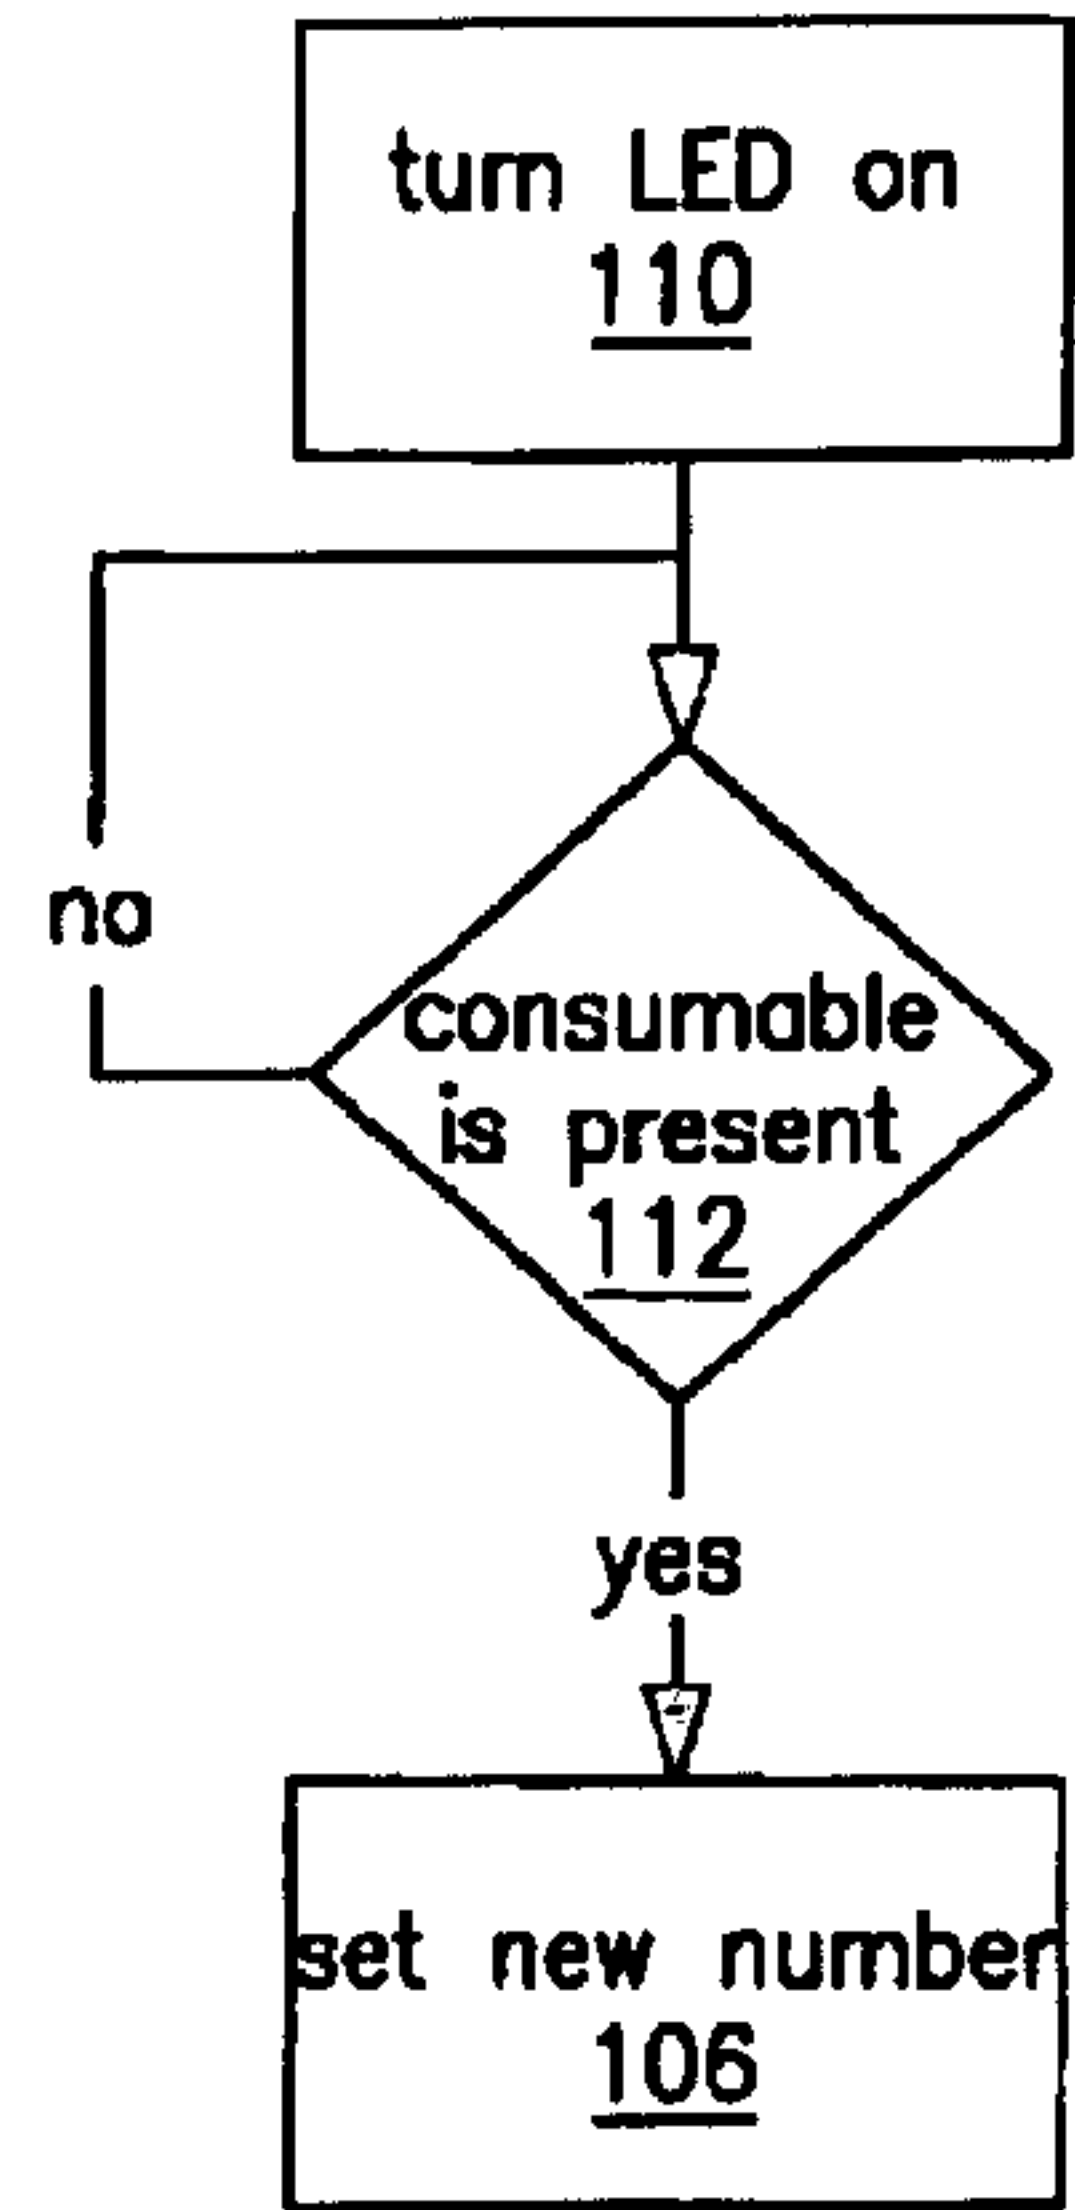 turn LED on
110
no
consumable
is present
112
yes
set new number
106